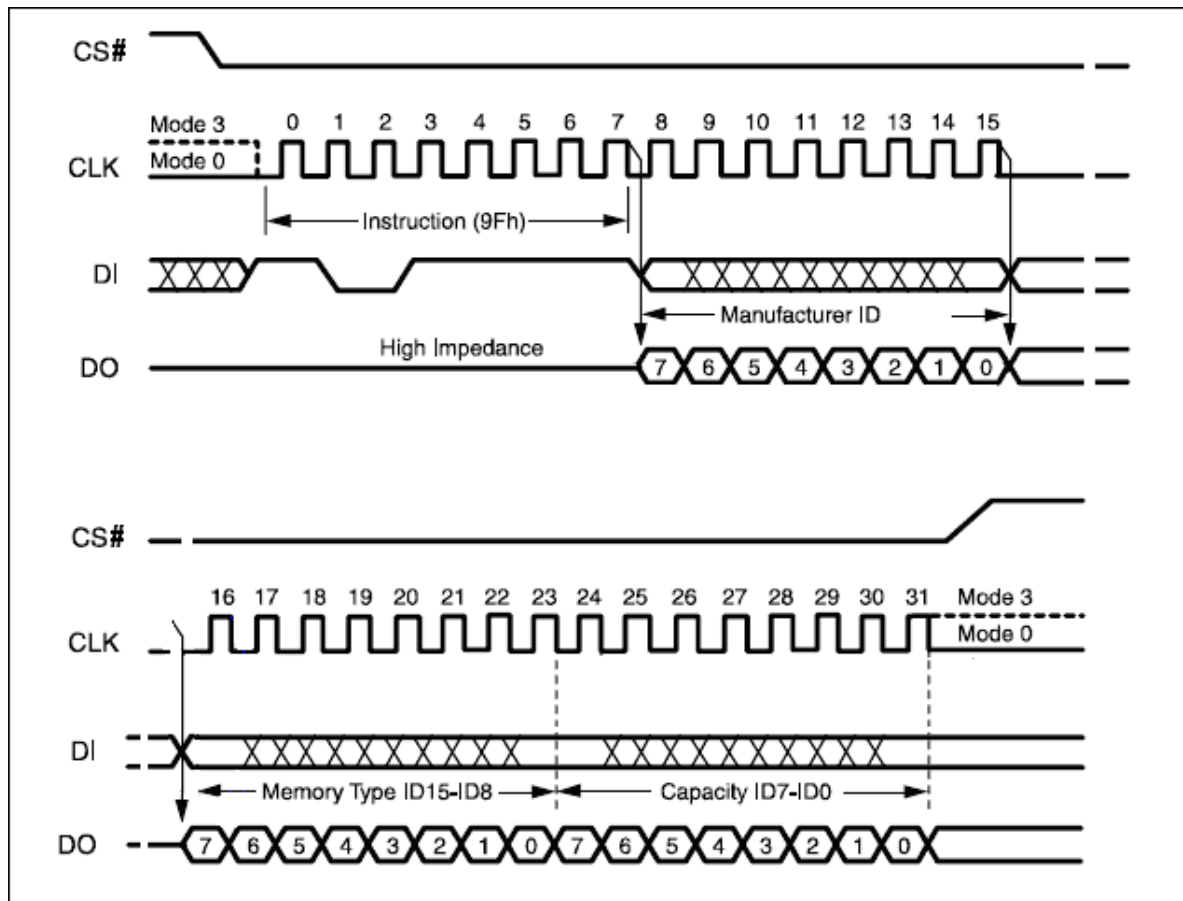 CS#
Mode 3
0 1 2 3 4 5 6 7 8 9 10 11 12 13 14 15
CLK
Mode 0
Instruction (9Fh)
DI
Manufacturer ID
High Impedance
DO
7 6 5 4 3 2 1 0
CS#
16 17 18 19 20 21 22 23 24 25 26 27 28 29 30 31
Mode 3
CLK
Mode 0
DI
Memory Type ID15-ID8
Capacity ID7-ID0
DO
7 6 5 4 3 2 1 0 7 6 5 4 3 2 1 0